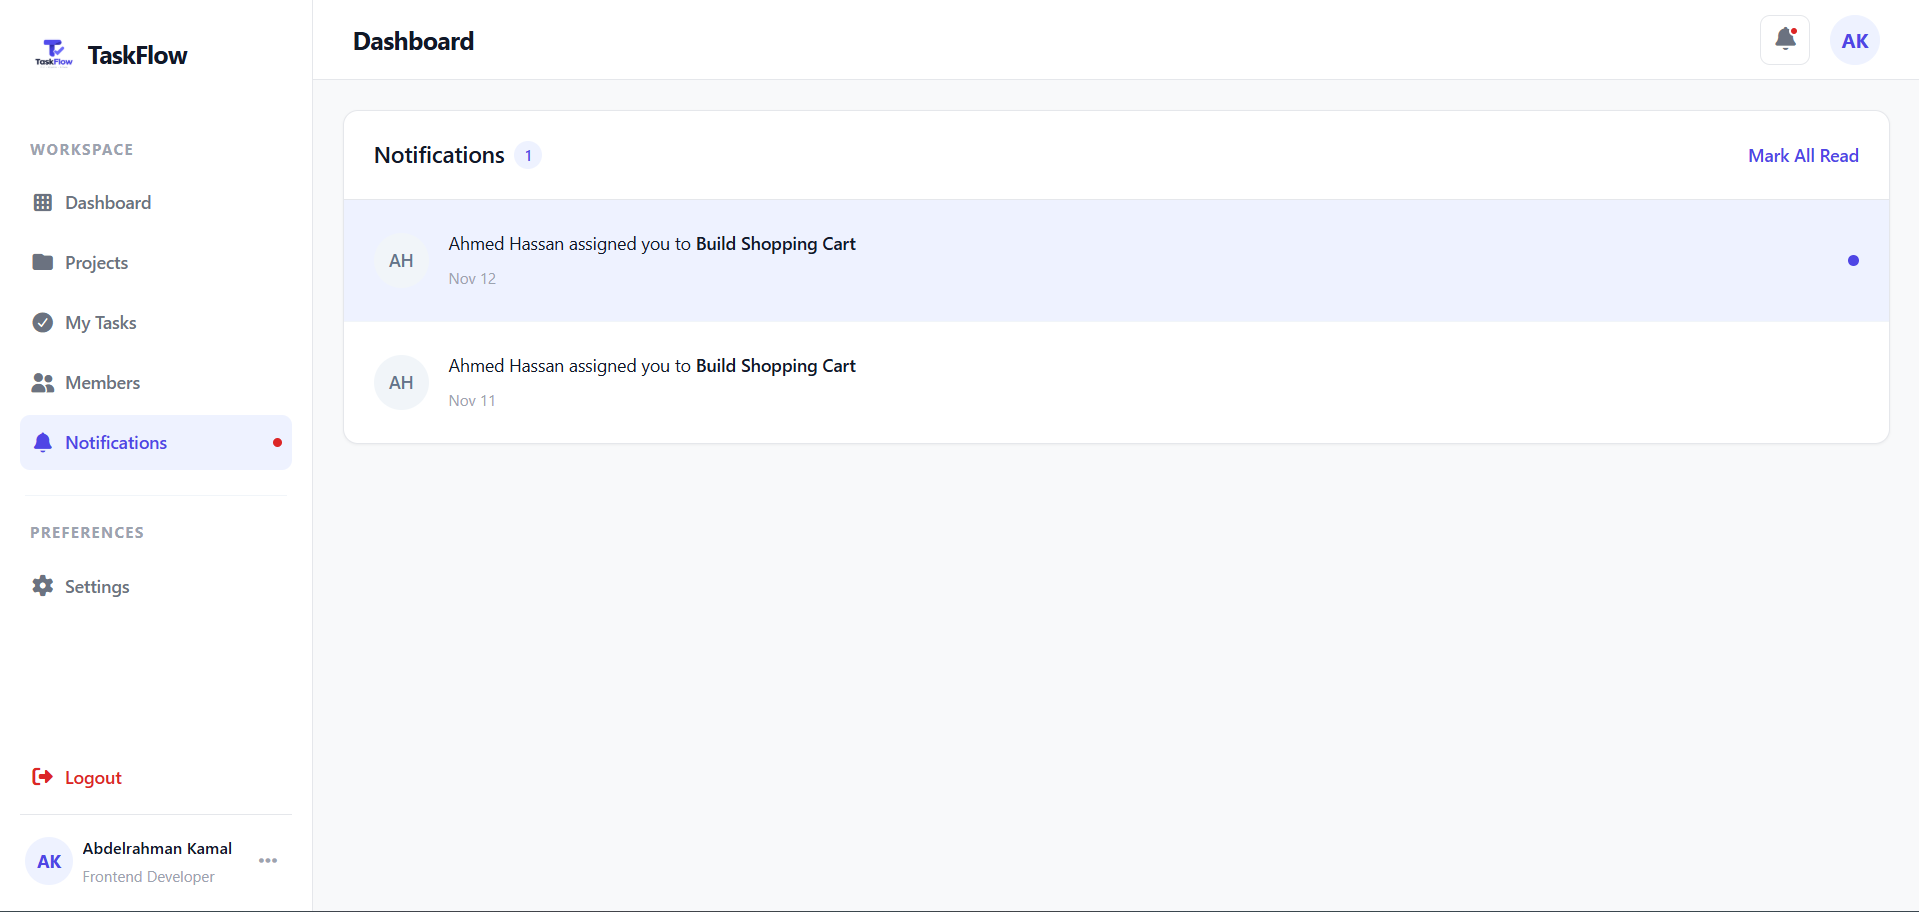 TaskFlow
TaskFlow
WORKSPACE
Dashboard
Projects
My Tasks
Members
Notifications
PREFERENCES
Settings
Logout
AK
Abdelrahman Kamal
Frontend Developer
Dashboard
AK
Notifications 1
Mark All Read
AH
Ahmed Hassan assigned you to Build Shopping Cart
Nov 12
AH
Ahmed Hassan assigned you to Build Shopping Cart
Nov 11